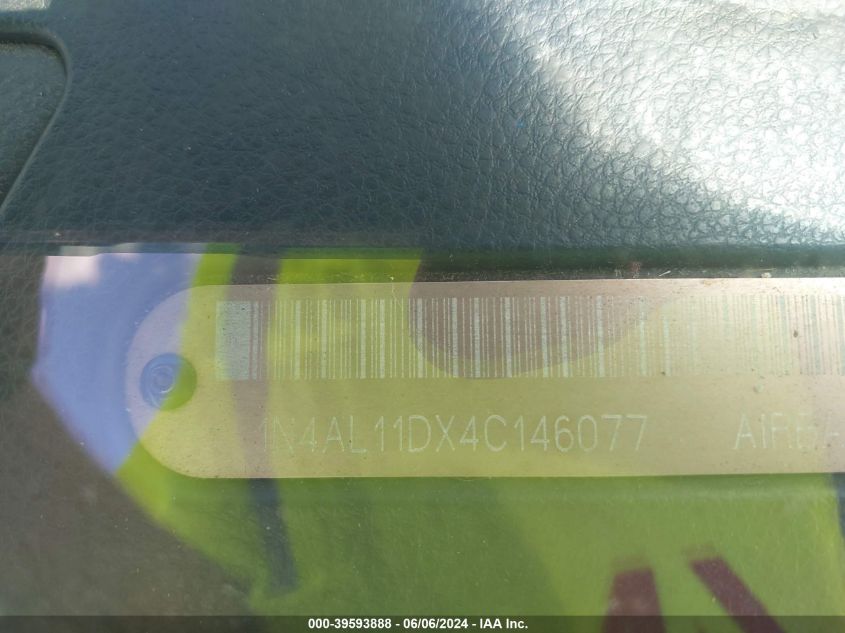 1N4AL11DX4C146077
000-39593888 - 06/06/2024 - IAA Inc.